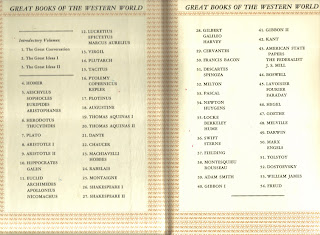 GREAT BOOKS OF THE WESTERN WORLD
Introductory Volumes:
1. The Great Conversation
2. The Great Ideas I
3. The Great Ideas II
4. HOMER
5. AESCHYLUS
SOPHOCLES
EURIPIDES
ARISTOPHANES
6. HERODOTUS
THUCYDIDES
7. PLATO
8. ARISTOTLE I
9. ARISTOTLE II
10. HIPPOCRATES
GALEN
11. EUCLID
ARCHIMEDES
APOLLONIUS
NICOMACHUS
12. LUCRETIUS
EPICTETUS
MARCUS AURELIUS
13. VIRGIL
14. PLUTARCH
15. TACITUS
16. PTOLEMY
COPERNICUS
KEPLER
17. PLOTINUS
18. AUGUSTINE
19. THOMAS AQUINAS I
20. THOMAS AQUINAS II
21. DANTE
22. CHAUCER
23. MACHIAVELLI
HOBBES
24. RABELAIS
25. MONTAIGNE
26. SHAKESPEARE I
27. SHAKESPEARE II
GREAT BOOKS OF THE WESTERN WORLD
28. GILBERT
GALILEO
HARVEY
29. CERVANTES
30. FRANCIS BACON
31. DESCARTES
SPINOZA
32. MILTON
33. PASCAL
34. NEWTON
HUYGENS
35. LOCKE
BERKELEY
HUME
36. SWIFT
STERNE
37. FIELDING
38. MONTESQUIEU
ROUSSEAU
39. ADAM SMITH
40. GIBBON I
41. GIBBON II
42. KANT
43. AMERICAN STATE
PAPERS
THE FEDERALIST
J. S. MILL
44. BOSWELL
45. LAVOISIER
FOURIER
FARADAY
46. HEGEL
47. GOETHE
48. MELVILLE
49. DARWIN
50. MARX
ENGELS
51. TOLSTOY
52. DOSTOEVSKY
53. WILLIAM JAMES
54. FREUD